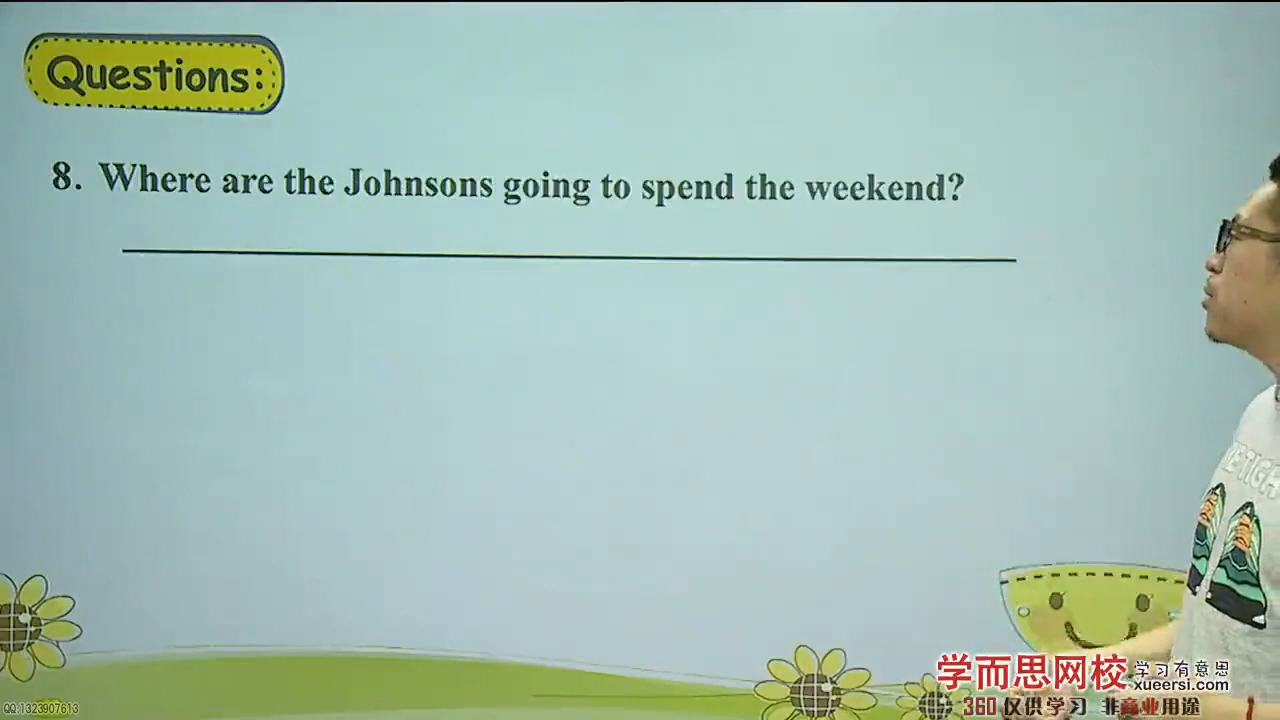 Questions:
8. Where are the Johnsons going to spend the weekend?
学而思网校 学习有意思
xueersi.com
360 仅供学习 非商业用途
QQ:1323907613